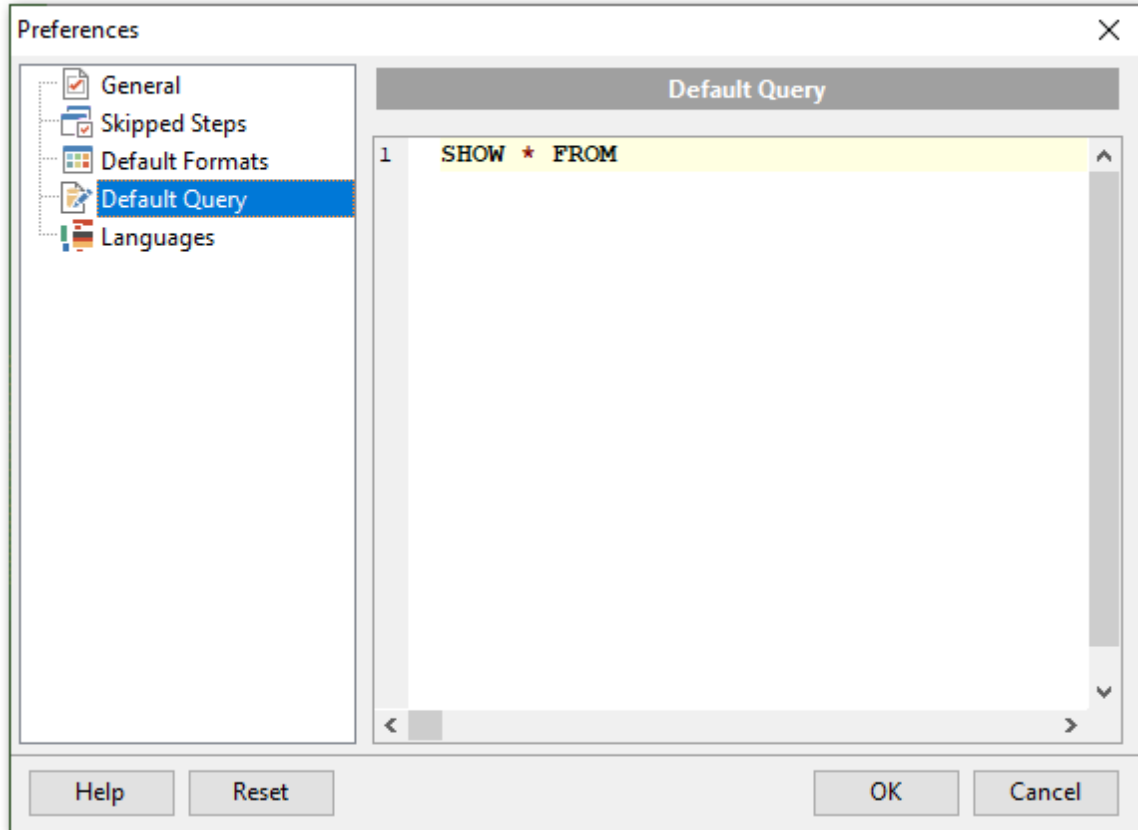 Preferences
General
Skipped Steps
Default Formats
Default Query
Languages
Default Query
1 SHOW * FROM
Help Reset OK Cancel